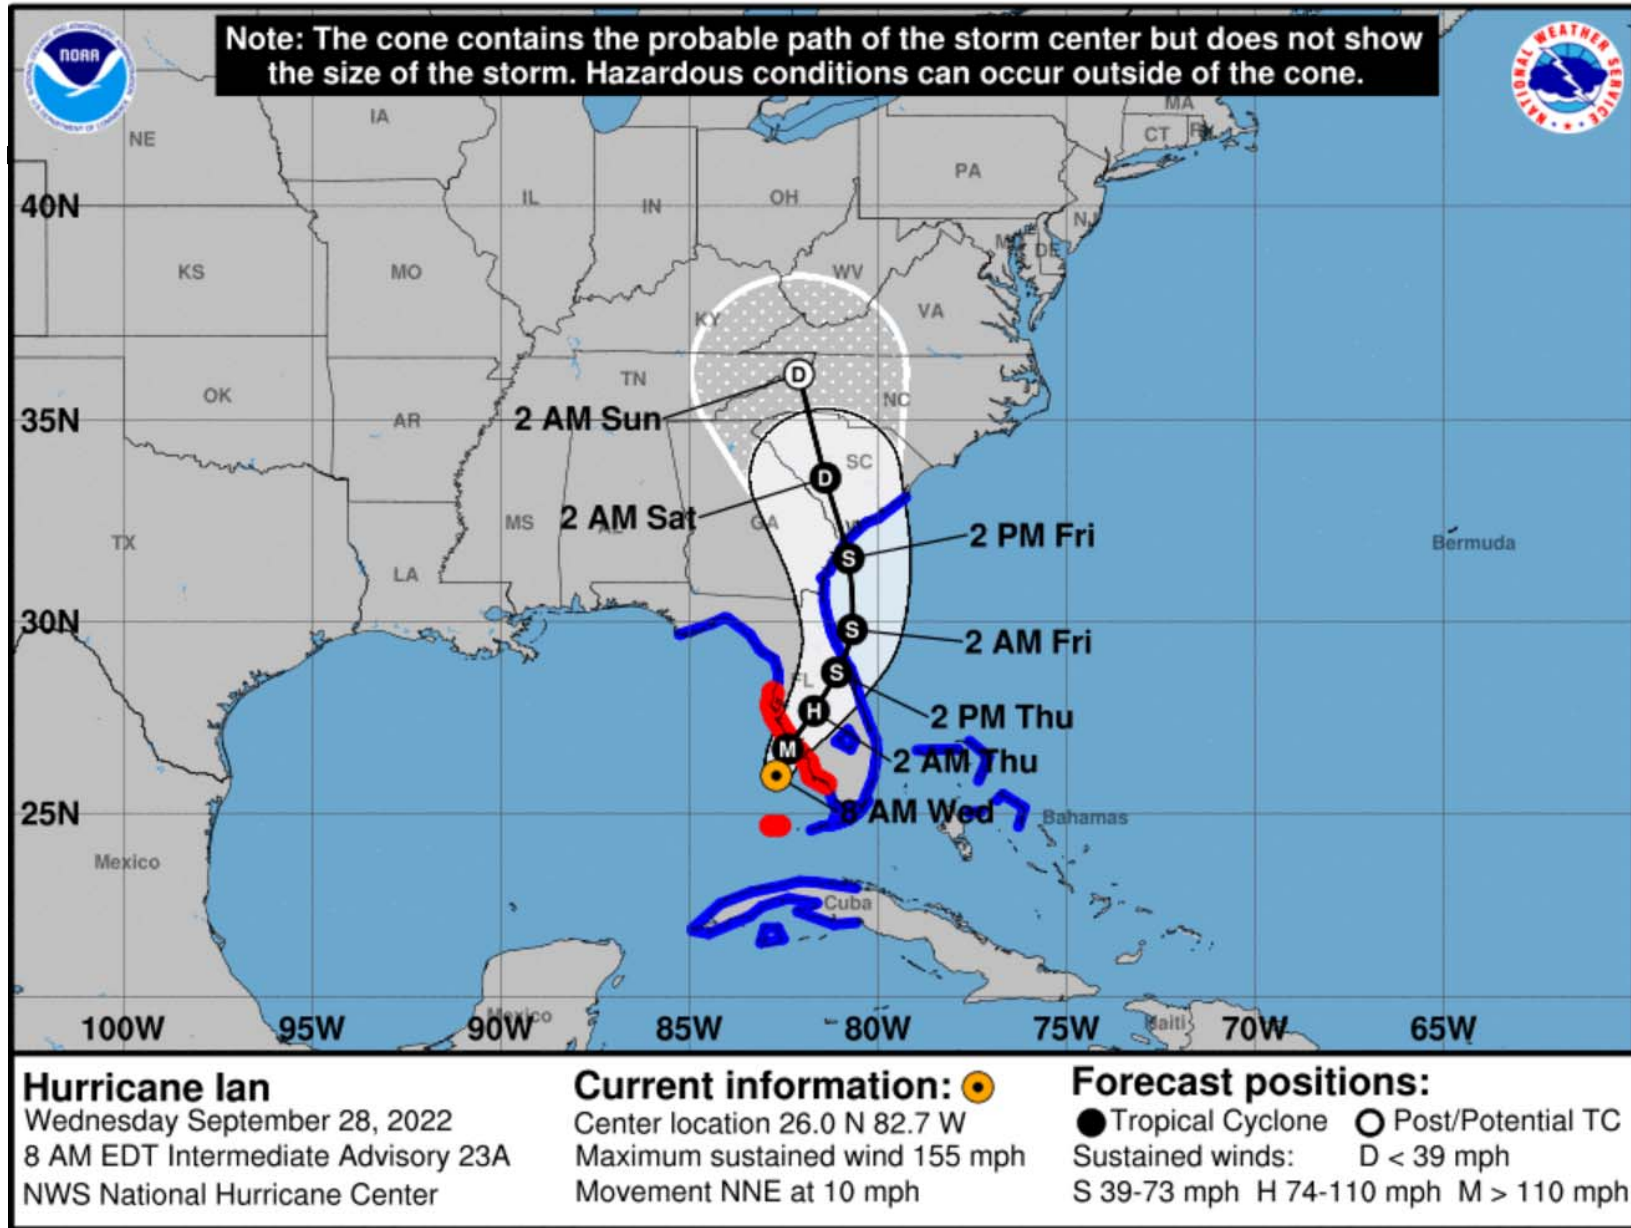 Note: The cone contains the probable path of the storm center but does not show
the size of the storm. Hazardous conditions can occur outside of the cone.
NOAA
NATIONAL WEATHER SERVICE
MA
IA
CT
NE
PA
IL
OH
IN
40N
NJ
DE
KS
MO
WV
VA
KY
TN
D
OK
NC
2 AM Sun
35N
AR
SC
D
2 AM Sat
MS
GA
2 PM Fri
TX
Bermuda
S
LA
30N
S
2 AM Fri
S
FL
H
2 PM Thu
M
2 AM Thu
25N
8 AM Wed
Bahamas
Mexico
Cuba
Mexico
Haiti
100W 95W 90W 85W 80W 75W 70W 65W
Hurricane Ian
Wednesday September 28, 2022
8 AM EDT Intermediate Advisory 23A
NWS National Hurricane Center
Current information:
Center location 26.0 N 82.7 W
Maximum sustained wind 155 mph
Movement NNE at 10 mph
Forecast positions:
Tropical Cyclone Post/Potential TC
Sustained winds: D < 39 mph
S 39-73 mph H 74-110 mph M > 110 mph